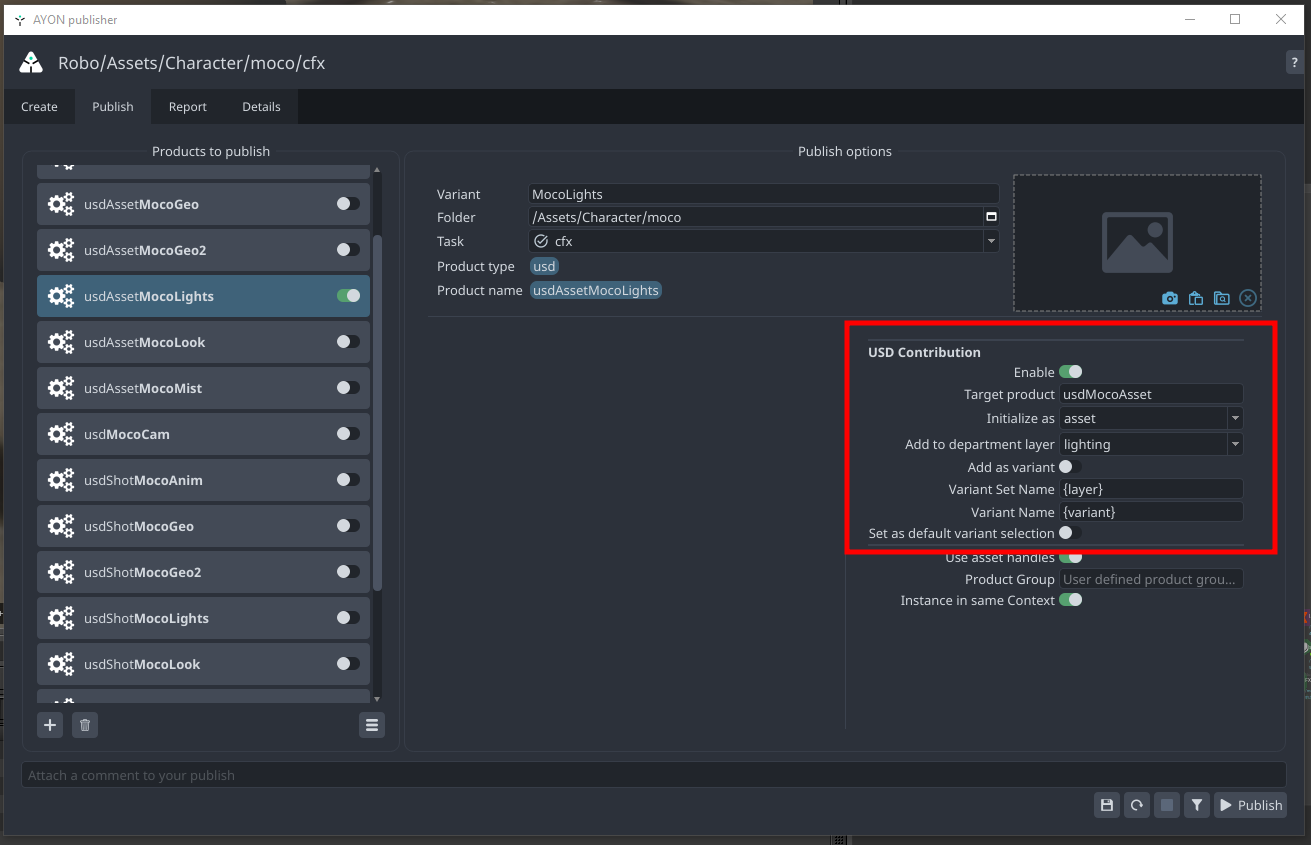 AYON publisher
Robo/Assets/Character/moco/cfx
?
Create Publish Report Details
Products to publish
usdAssetMocoGeo
usdAssetMocoGeo2
usdAssetMocoLights
usdAssetMocoLook
usdAssetMocoMist
usdMocoCam
usdShotMocoAnim
usdShotMocoGeo
usdShotMocoGeo2
usdShotMocoLights
usdShotMocoLook
Publish options
Variant MocoLights
Folder /Assets/Character/moco
Task cfx
Product type usd
Product name usdAssetMocoLights
USD Contribution
Enable
Target product usdMocoAsset
Initialize as asset
Add to department layer lighting
Add as variant
Variant Set Name {layer}
Variant Name {variant}
Set as default variant selection
Use asset handles
Product Group User defined product grou...
Instance in same Context
Attach a comment to your publish
Publish